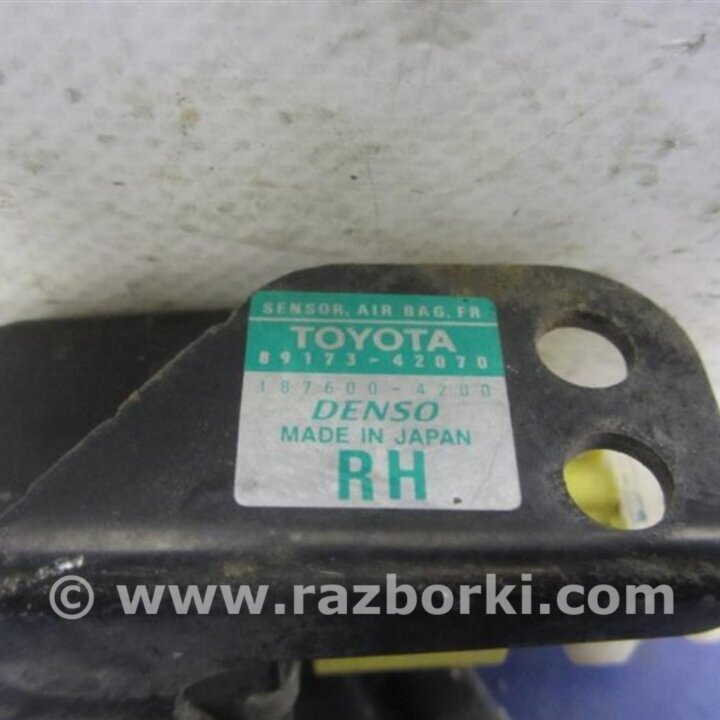 SENSOR, AIR BAG, FR
TOYOTA
89173-42070
187600-4200
DENSO
MADE IN JAPAN
RH
© www.razborki.com